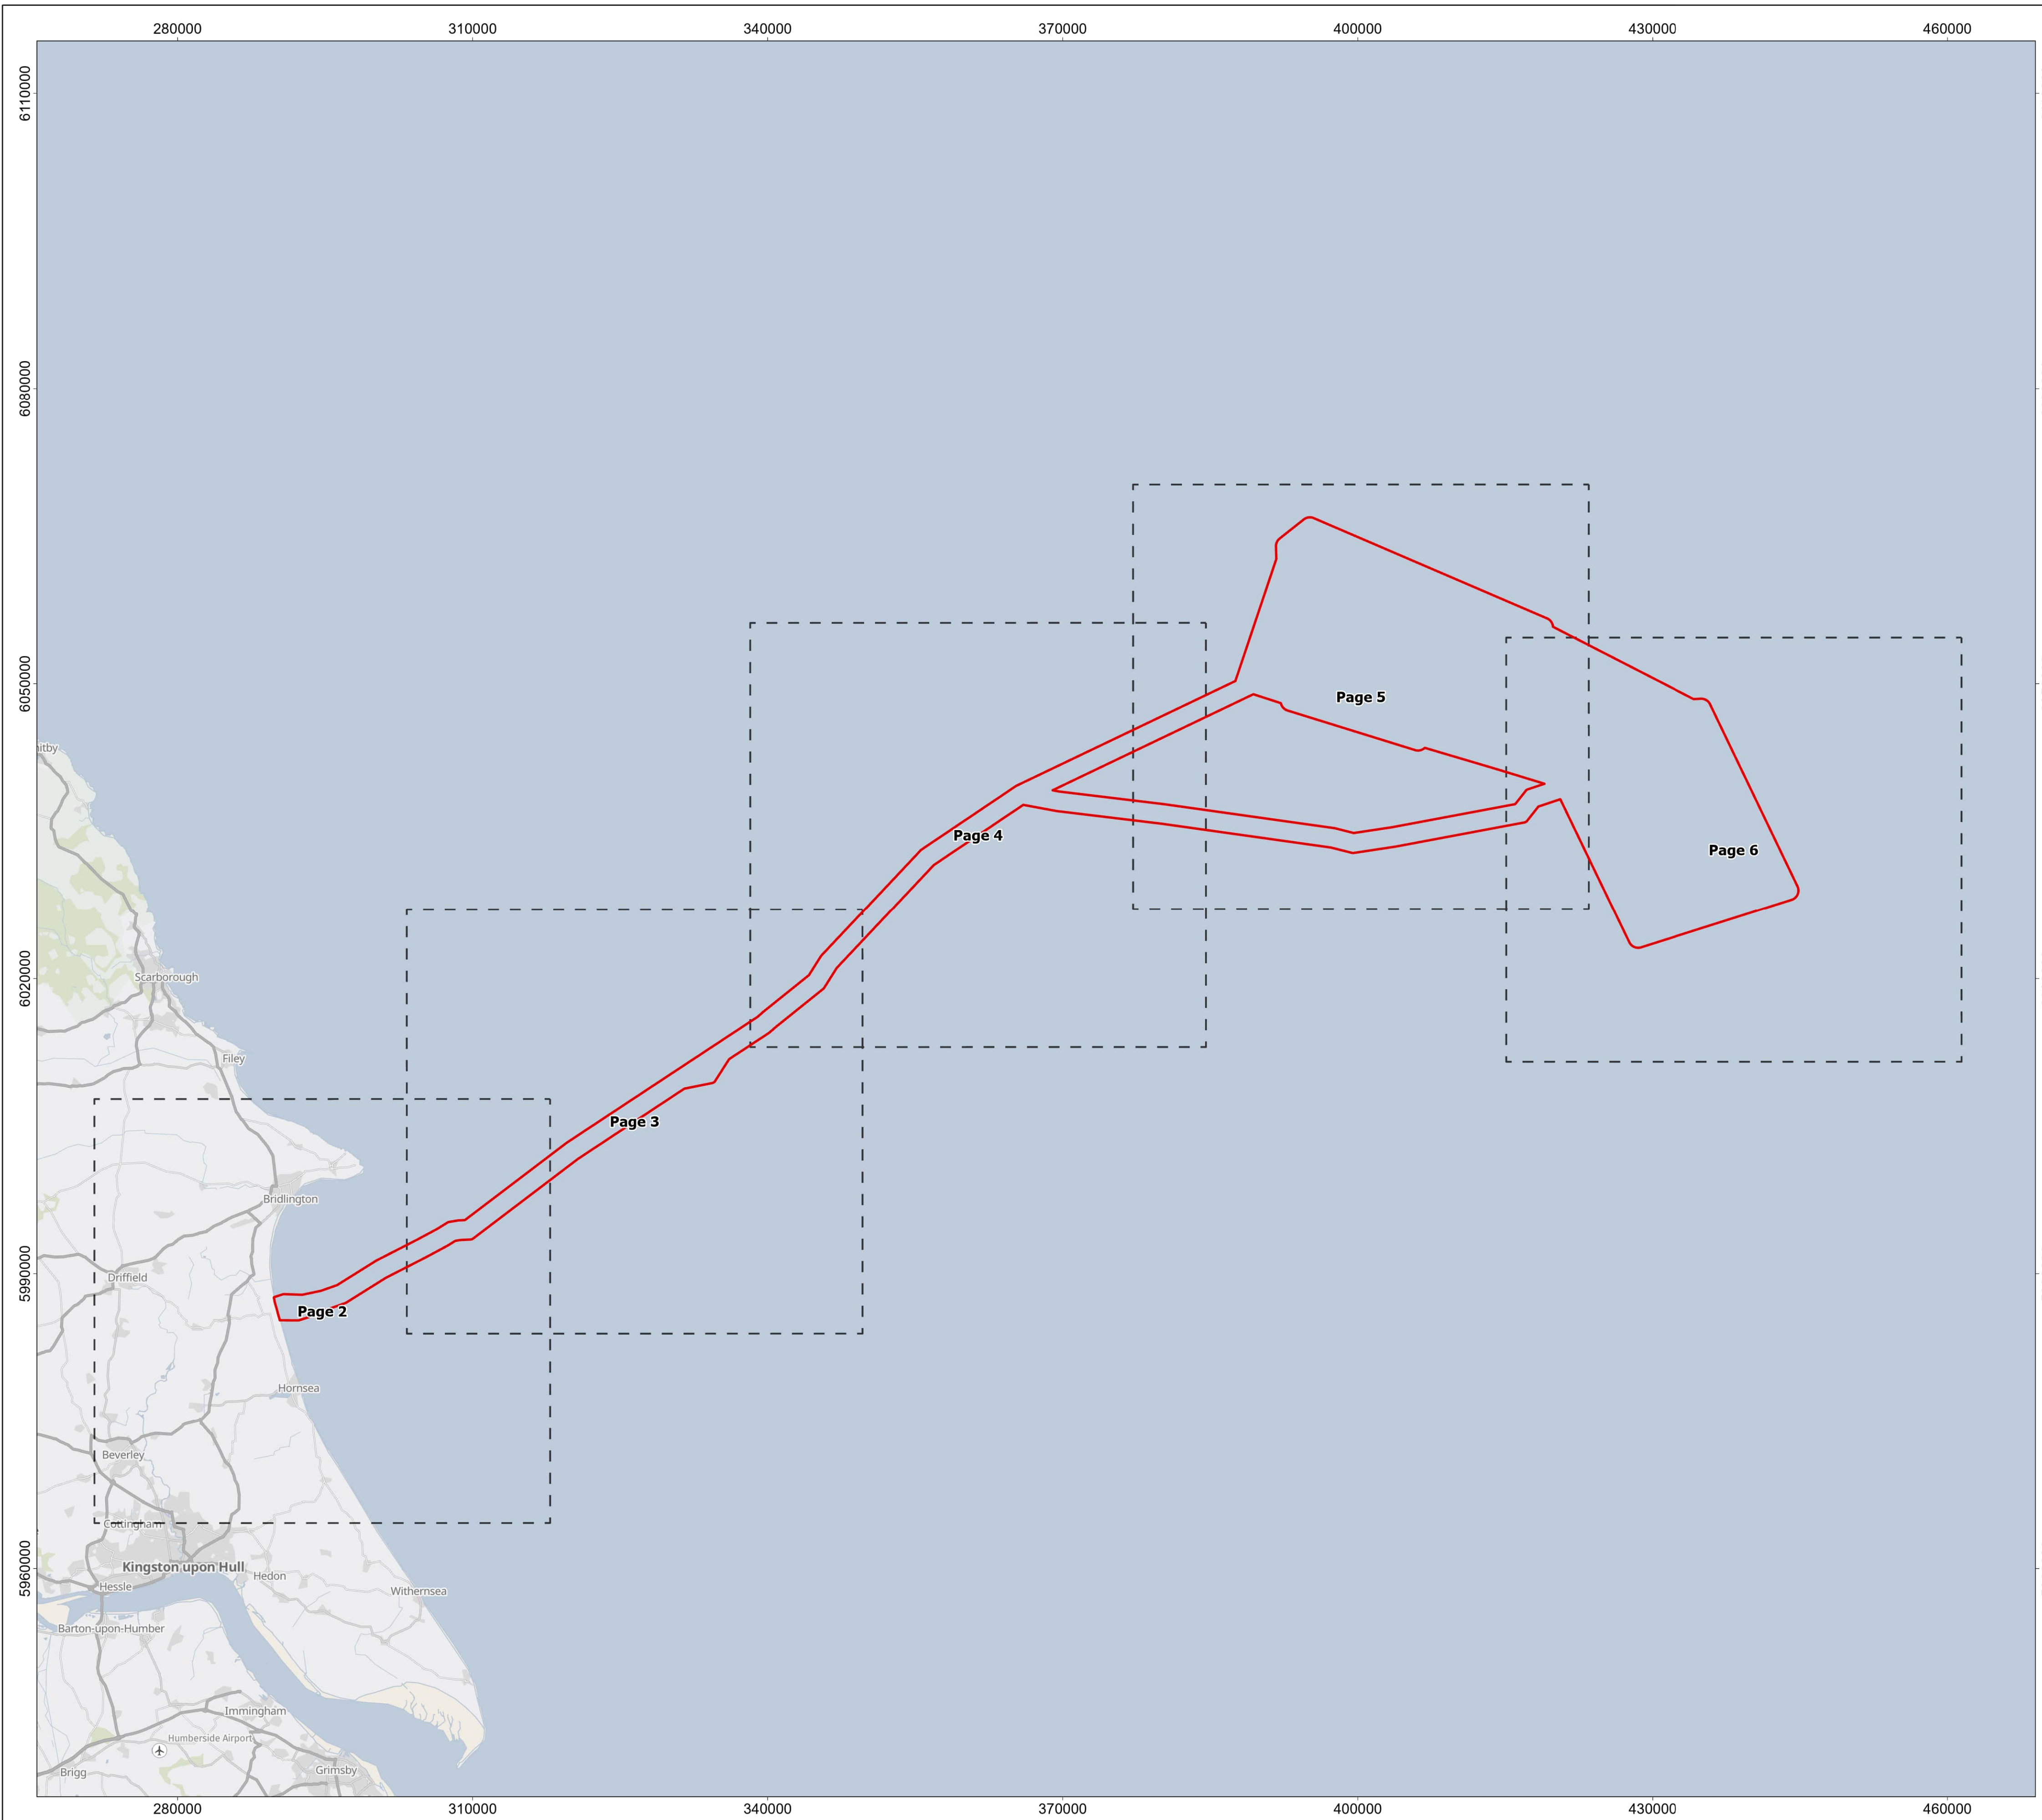 280000 310000 340000 370000 400000 430000 460000
6110000
6080000
6050000
6020000
5990000
5960000
Page 5
itby
Page 4
Page 6
Scarborough
Filey
Page 3
Bridlington
Driffield
Page 2
Hornsea
Beverley
Cottingham
Kingston upon Hull
Hedon
Hessle
Withernsea
Barton-upon-Humber
Immingham
Humberside Airport
Grimsby
Brigg
280000 310000 340000 370000 400000 430000 460000